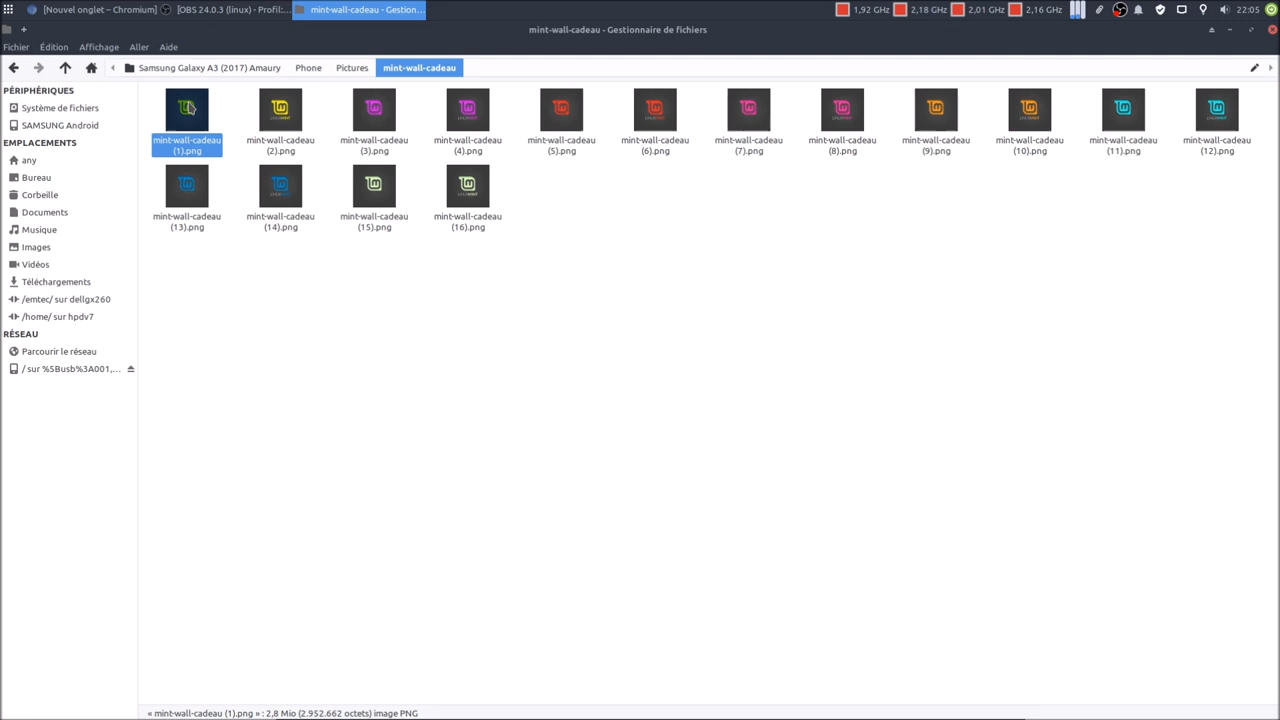 [Nouvel onglet – Chromium] [OBS 24.0.3 (linux) - Profil:... mint-wall-cadeau - Gestion... 1,92 GHz 2,18 GHz 2,01 GHz 2,16 GHz 22:05
mint-wall-cadeau - Gestionnaire de fichiers
Fichier Édition Affichage Aller Aide
Samsung Galaxy A3 (2017) Amaury Phone Pictures mint-wall-cadeau
PÉRIPHÉRIQUES
Système de fichiers
SAMSUNG Android
EMPLACEMENTS
any
Bureau
Corbeille
Documents
Musique
Images
Vidéos
Téléchargements
/emtec/ sur dellgx260
/home/ sur hpdv7
RÉSEAU
Parcourir le réseau
/ sur %5Busb%3A001,...
mint-wall-cadeau (1).png
mint-wall-cadeau (2).png
mint-wall-cadeau (3).png
mint-wall-cadeau (4).png
mint-wall-cadeau (5).png
mint-wall-cadeau (6).png
mint-wall-cadeau (7).png
mint-wall-cadeau (8).png
mint-wall-cadeau (9).png
mint-wall-cadeau (10).png
mint-wall-cadeau (11).png
mint-wall-cadeau (12).png
mint-wall-cadeau (13).png
mint-wall-cadeau (14).png
mint-wall-cadeau (15).png
mint-wall-cadeau (16).png
« mint-wall-cadeau (1).png » : 2,8 Mio (2.952.662 octets) image PNG